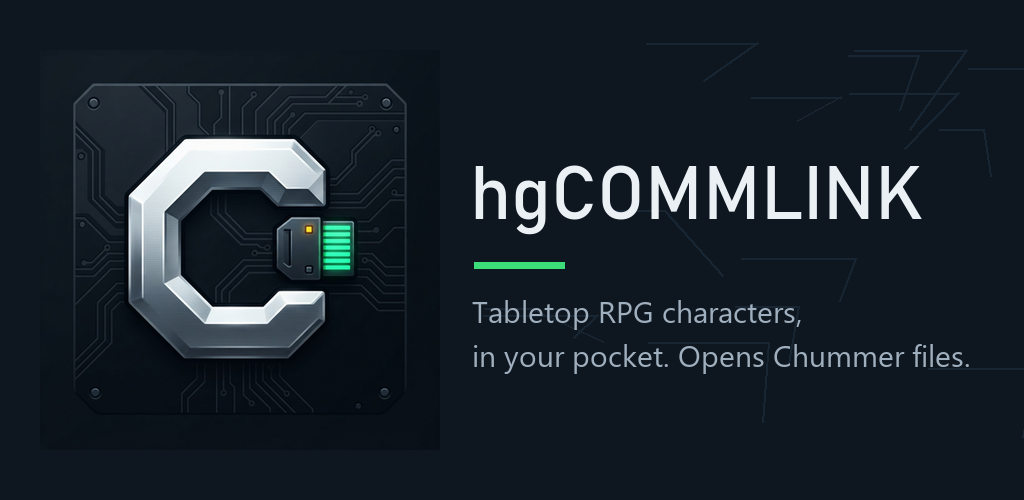 C
hgCOMMLINK
Tabletop RPG characters,
in your pocket. Opens Chummer files.